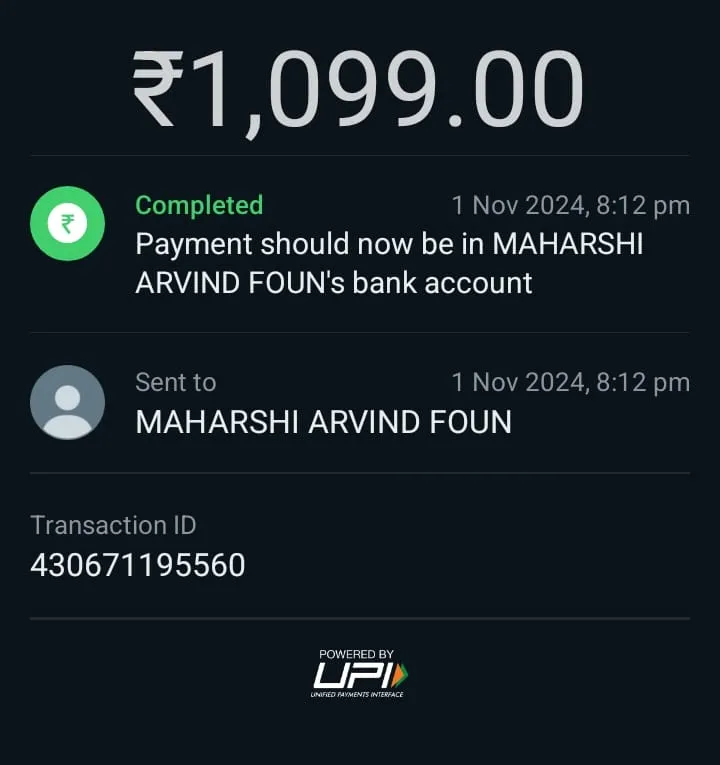 ₹1,099.00
Completed 1 Nov 2024, 8:12 pm
Payment should now be in MAHARSHI
ARVIND FOUN's bank account
Sent to 1 Nov 2024, 8:12 pm
MAHARSHI ARVIND FOUN
Transaction ID
430671195560
POWERED BY
UPI
UNIFIED PAYMENTS INTERFACE